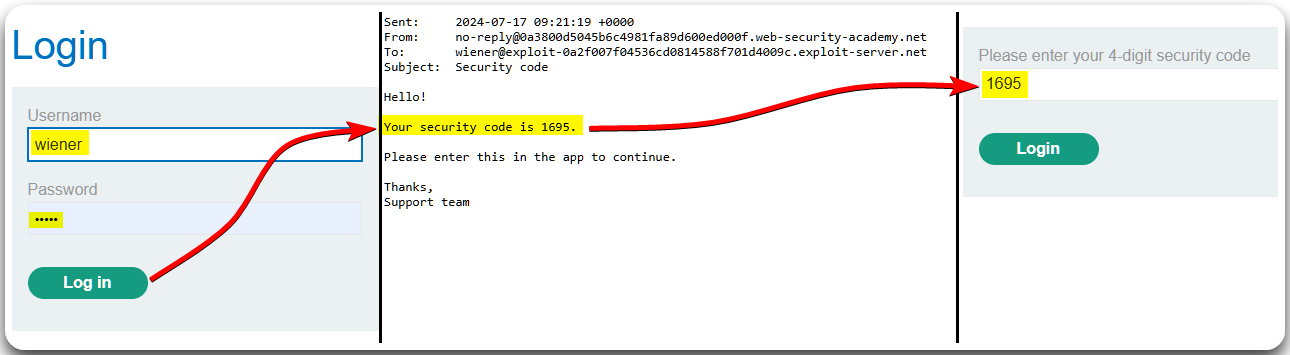 Login
Username
wiener
Password
•••••
Log in
Sent: 2024-07-17 09:21:19 +0000
From: no-reply@0a3800d5045b6c4981fa89d600ed000f.web-security-academy.net
To: wiener@exploit-0a2f007f04536cd0814588f701d4009c.exploit-server.net
Subject: Security code
Hello!
Your security code is 1695.
Please enter this in the app to continue.
Thanks,
Support team
Please enter your 4-digit security code
1695
Login